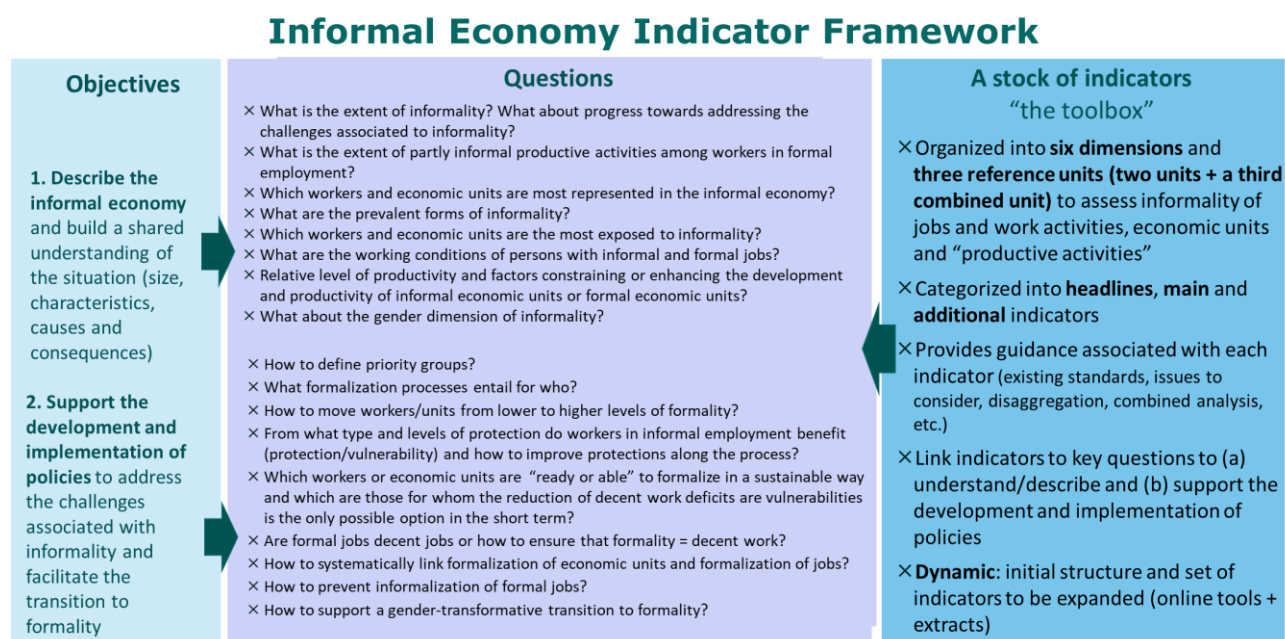 Informal Economy Indicator Framework
Objectives
1. Describe the
informal economy
and build a shared
understanding of
the situation (size,
characteristics,
causes and
consequences)
2. Support the
development and
implementation of
policies to address
the challenges
associated with
informality and
facilitate the
transition to
formality
Questions
× What is the extent of informality? What about progress towards addressing the
challenges associated to informality?
× What is the extent of partly informal productive activities among workers in formal
employment?
× Which workers and economic units are most represented in the informal economy?
× What are the prevalent forms of informality?
× Which workers and economic units are the most exposed to informality?
× What are the working conditions of persons with informal and formal jobs?
× Relative level of productivity and factors constraining or enhancing the development
and productivity of informal economic units or formal economic units?
× What about the gender dimension of informality?
× How to define priority groups?
× What formalization processes entail for who?
× How to move workers/units from lower to higher levels of formality?
× From what type and levels of protection do workers in informal employment benefit
(protection/vulnerability) and how to improve protections along the process?
× Which workers or economic units are “ready or able” to formalize in a sustainable way
and which are those for whom the reduction of decent work deficits are vulnerabilities
is the only possible option in the short term?
× Are formal jobs decent jobs or how to ensure that formality = decent work?
× How to systematically link formalization of economic units and formalization of jobs?
× How to prevent informalization of formal jobs?
× How to support a gender-transformative transition to formality?
A stock of indicators
“the toolbox”
× Organized into six dimensions and
three reference units (two units + a third
combined unit) to assess informality of
jobs and work activities, economic units
and “productive activities”
× Categorized into headlines, main and
additional indicators
× Provides guidance associated with each
indicator (existing standards, issues to
consider, disaggregation, combined analysis,
etc.)
× Link indicators to key questions to (a)
understand/describe and (b) support the
development and implementation of
policies
× Dynamic: initial structure and set of
indicators to be expanded (online tools +
extracts)